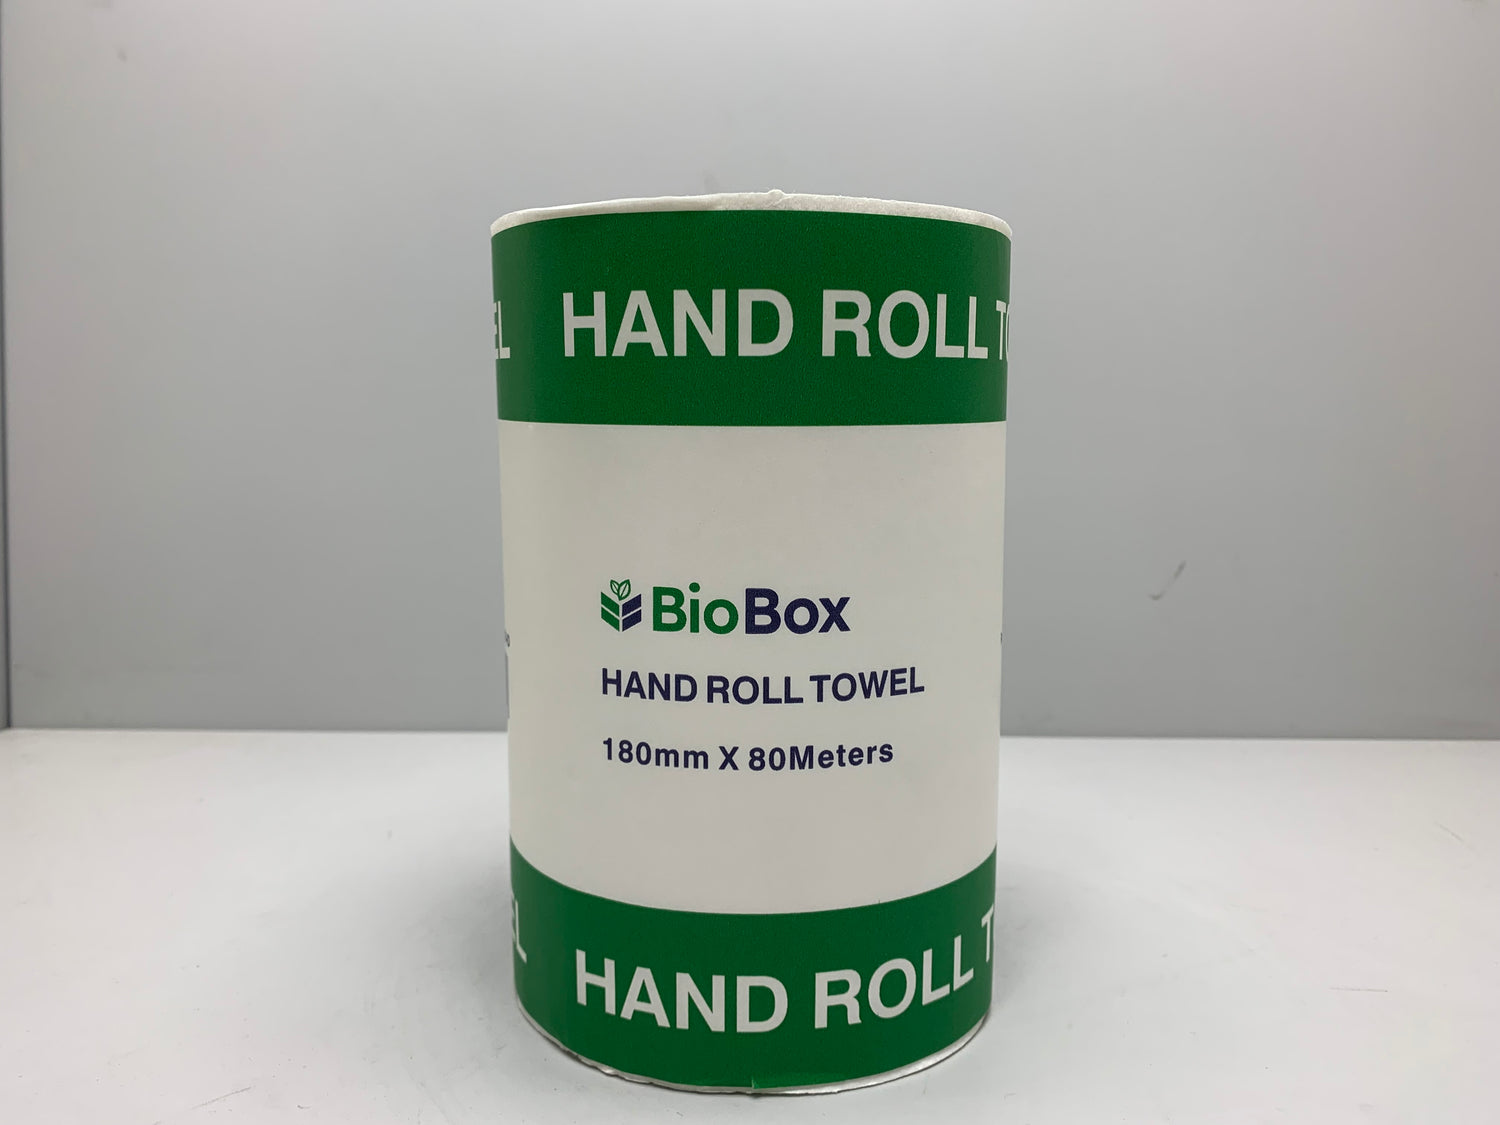 HAND ROLL
BioBox
HAND ROLL TOWEL
180mm X 80Meters
HAND ROLL